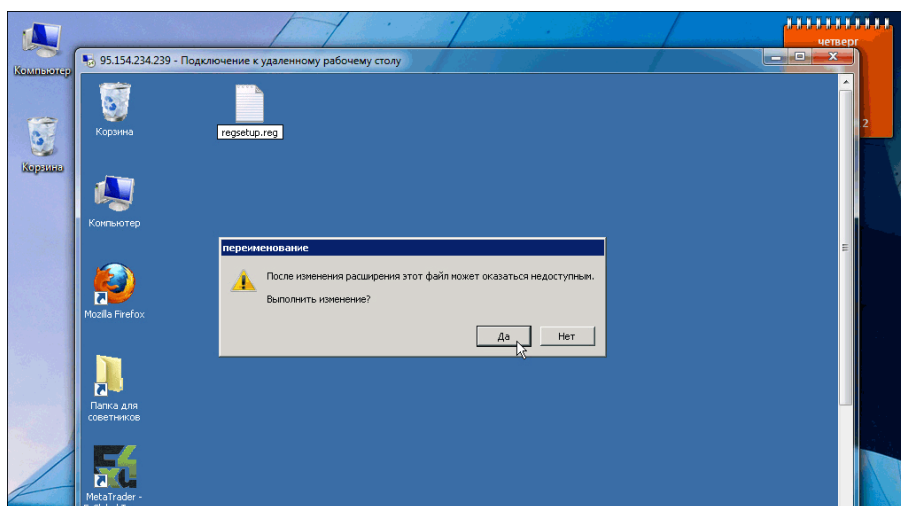 четверг
Компьютер
95.154.234.239 - Подключение к удаленному рабочему столу
Корзина
regsetup.reg
2
Корзина
Компьютер
переименование
После изменения расширения этот файл может оказаться недоступным.
Выполнить изменение?
Да
Нет
Mozilla Firefox
Папка для
советников
MetaTrader -